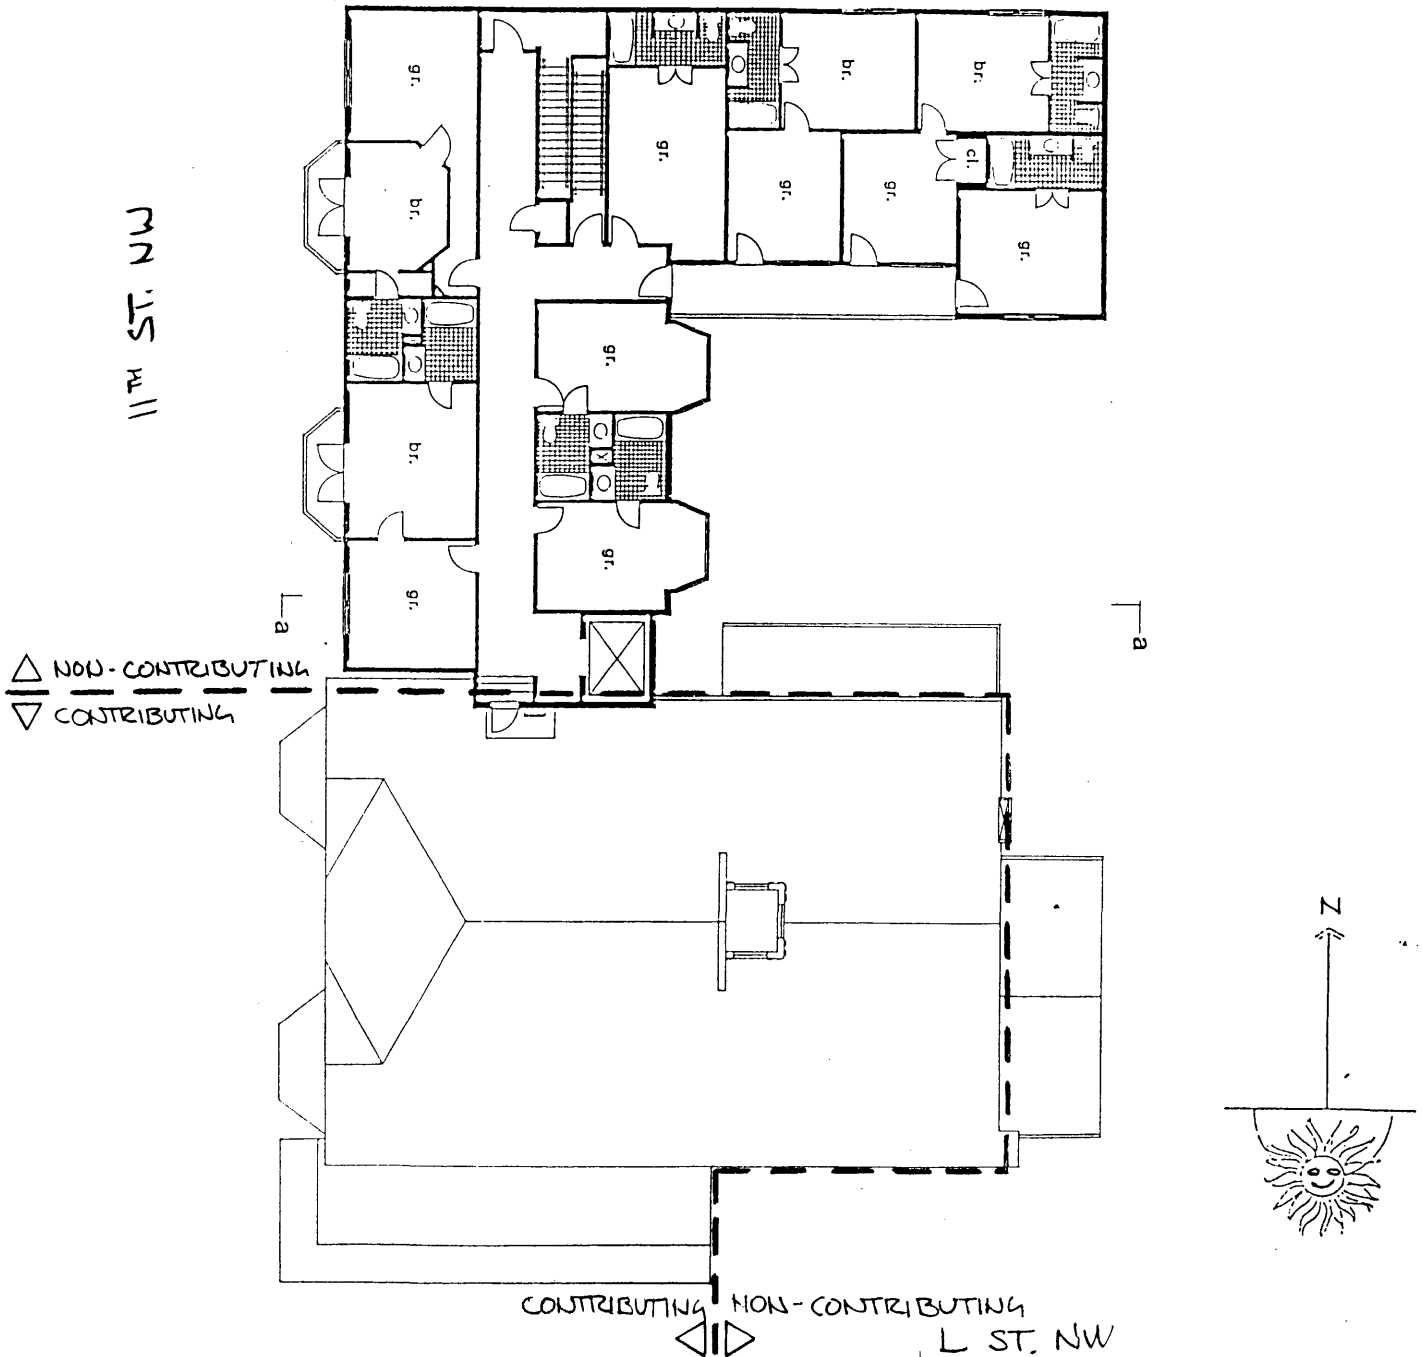 gr.
br.
br.
gr.
cl.
gr.
gr.
br.
gr.
gr.
br.
gr.
gr.
X
a
a
11TH ST. NW
△ NON-CONTRIBUTING
▽ CONTRIBUTING
N
CONTRIBUTING NON-CONTRIBUTING
L ST. NW